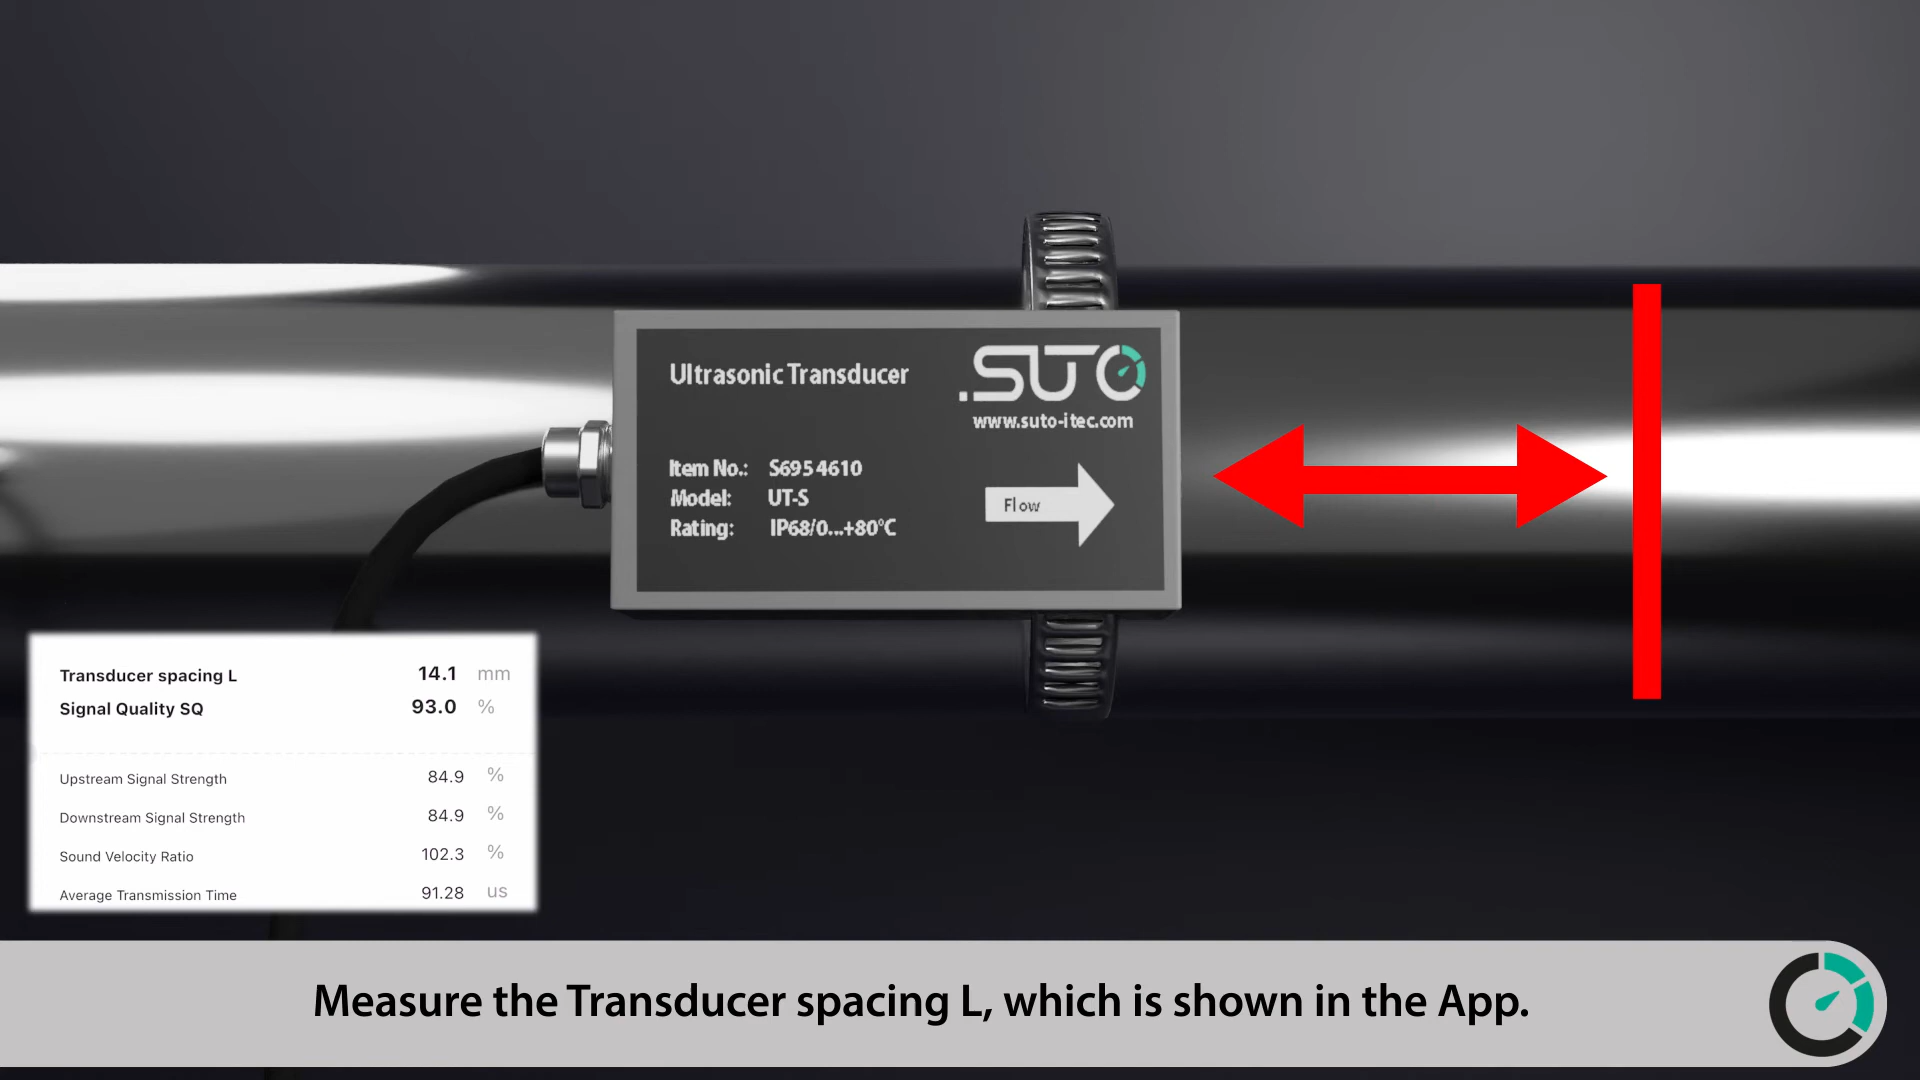 Ultrasonic Transducer
.SUTO
www.suto-itec.com
Item No.: S695 4610
Model: UT-S
Rating: IP68/0...+80°C
Flow
Transducer spacing L 14.1 mm
Signal Quality SQ 93.0 %
Upstream Signal Strength 84.9 %
Downstream Signal Strength 84.9 %
Sound Velocity Ratio 102.3 %
Average Transmission Time 91.28 us
Measure the Transducer spacing L, which is shown in the App.